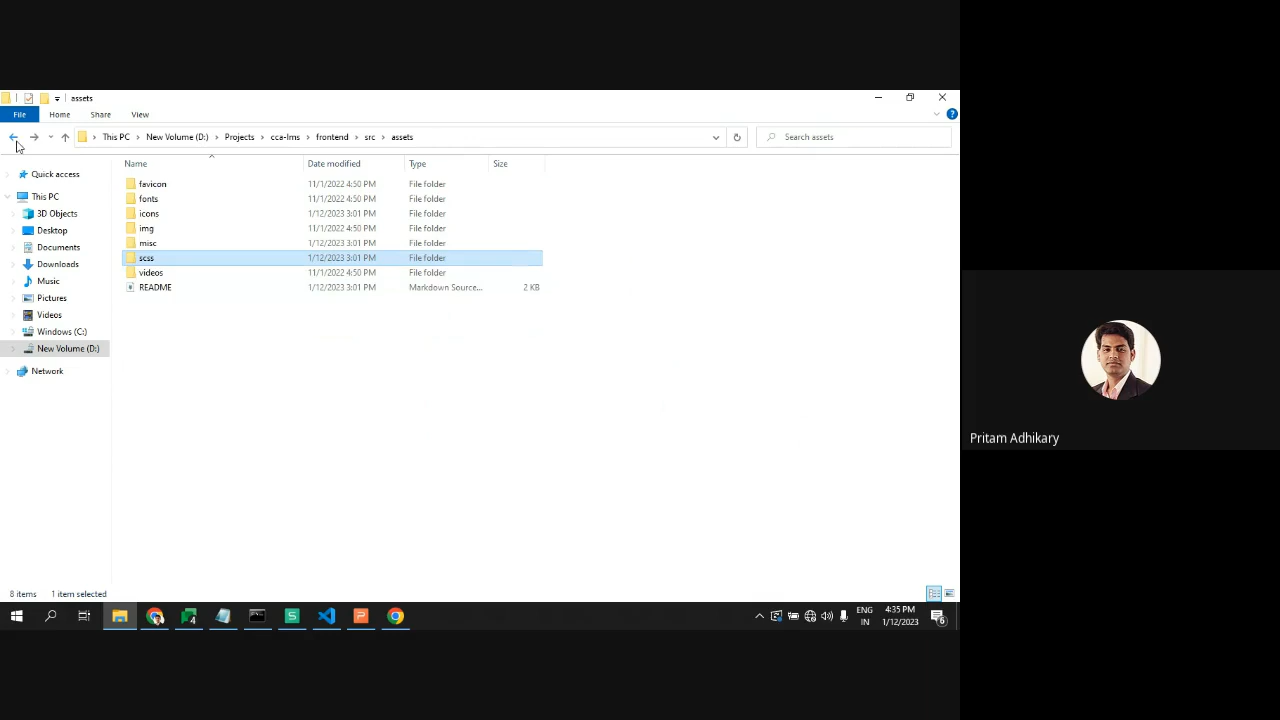 assets
File Home Share View
This PC New Volume (D:) Projects cca-lms frontend src assets Search assets
Name Date modified Type Size
Quick access
This PC
3D Objects
Desktop
Documents
Downloads
Music
Pictures
Videos
Windows (C:)
New Volume (D:)
Network
favicon 11/1/2022 4:50 PM File folder
fonts 11/1/2022 4:50 PM File folder
icons 1/12/2023 3:01 PM File folder
img 11/1/2022 4:50 PM File folder
misc 1/12/2023 3:01 PM File folder
scss 1/12/2023 3:01 PM File folder
videos 11/1/2022 4:50 PM File folder
README 1/12/2023 3:01 PM Markdown Source... 2 KB
8 items 1 item selected
ENG 4:35 PM
IN 1/12/2023
4
S
P
6
Pritam Adhikary